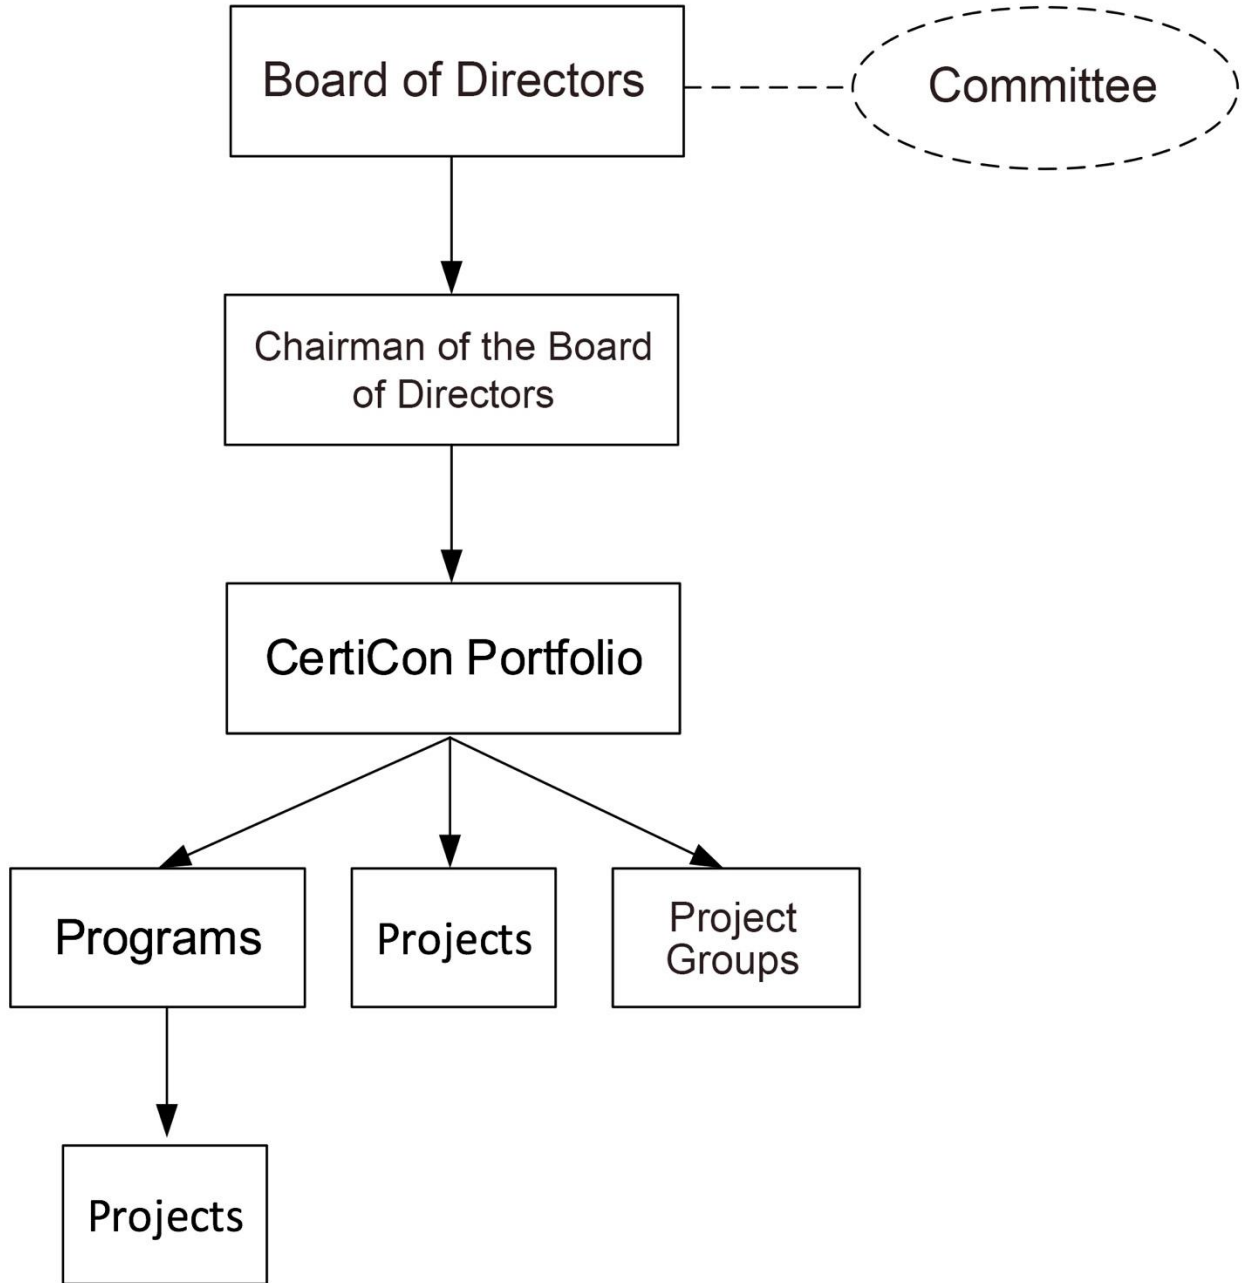 Board of Directors
Committee
Chairman of the Board
of Directors
CertiCon Portfolio
Programs
Projects
Project
Groups
Projects